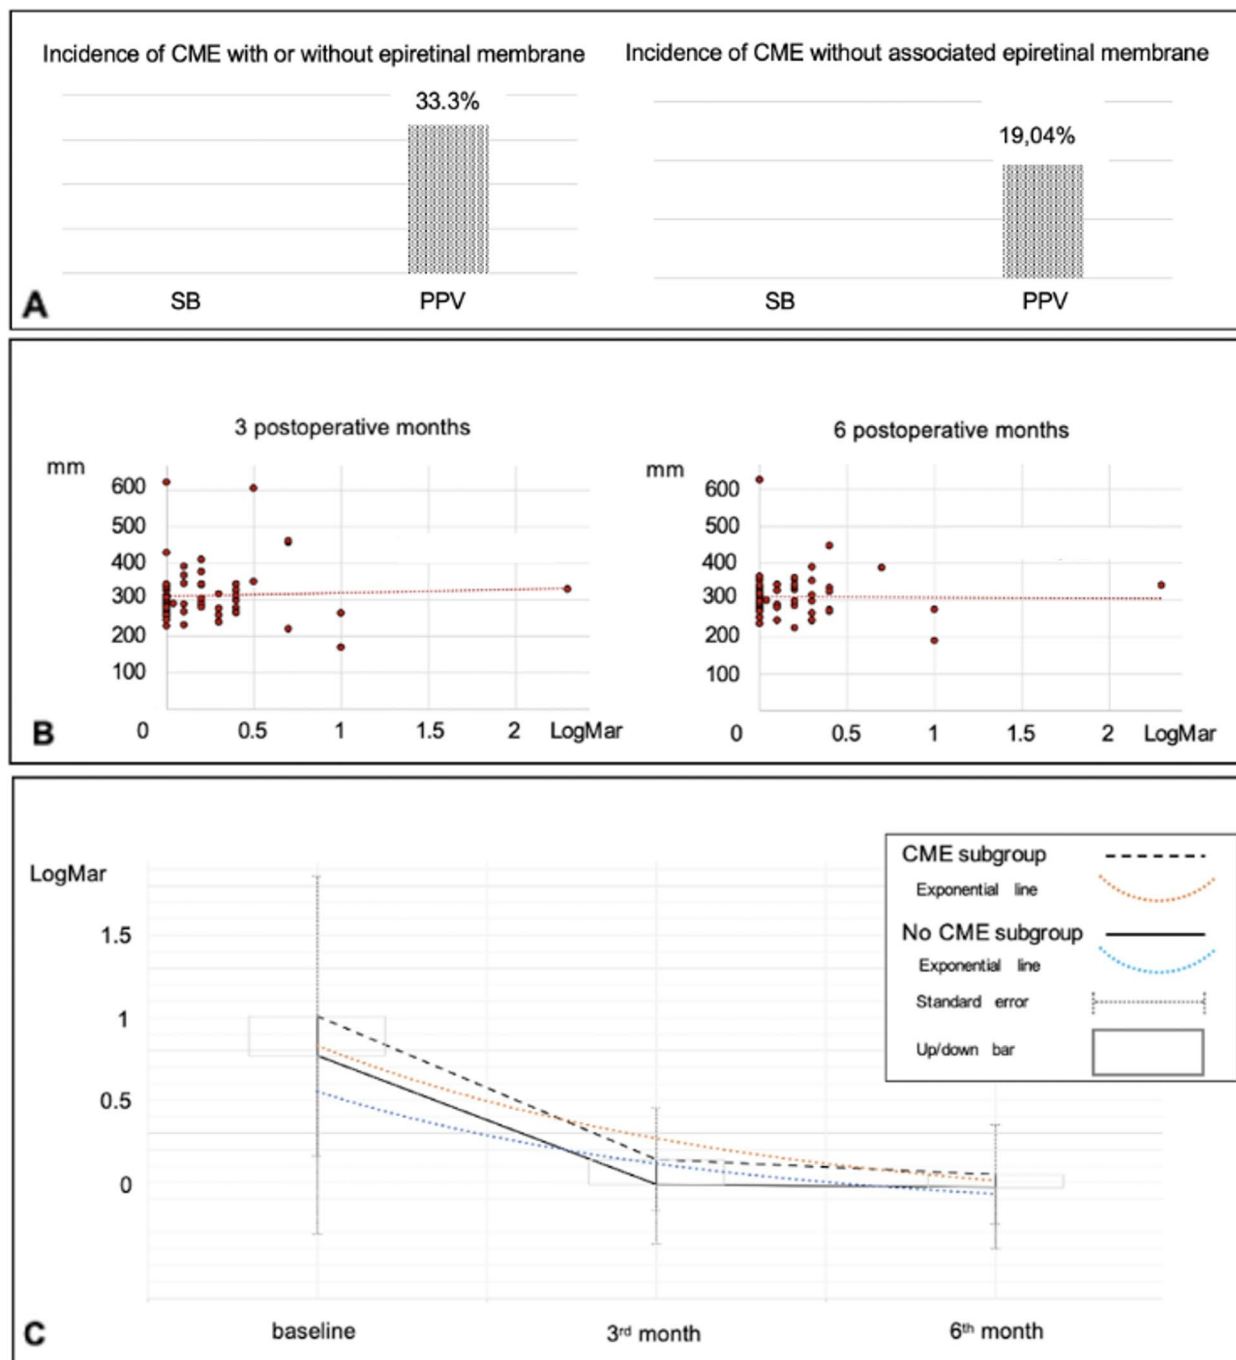 Incidence of CME with or without epiretinal membrane
33.3%
SB PPV
A
Incidence of CME without associated epiretinal membrane
19,04%
SB PPV
3 postoperative months
mm
600
500
400
300
200
100
0 0.5 1 1.5 2 LogMar
B
6 postoperative months
mm
600
500
400
300
200
100
0 0.5 1 1.5 2 LogMar
LogMar
1.5
1
0.5
0
baseline 3rd month 6th month
C
CME subgroup
Exponential line
No CME subgroup
Exponential line
Standard error
Up/down bar